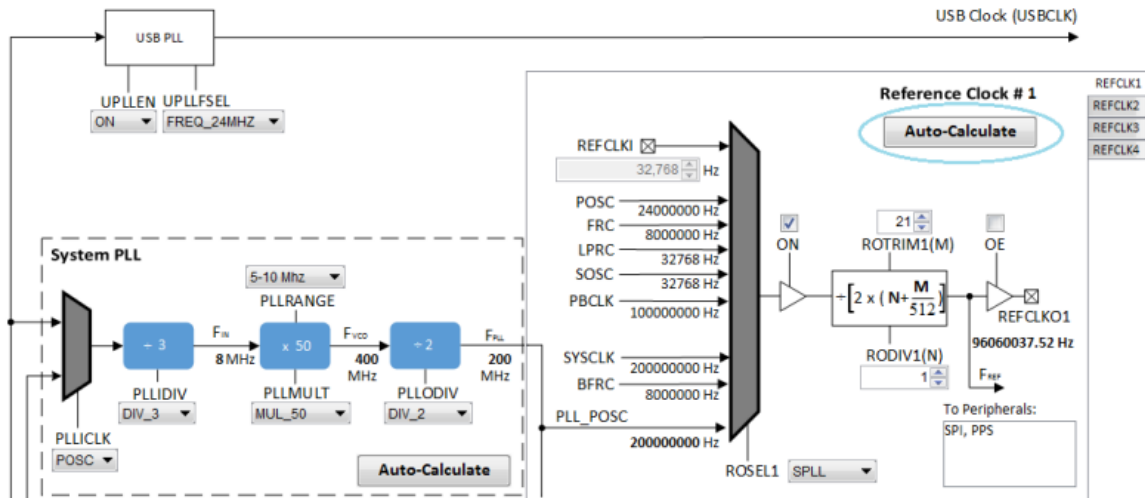 USB Clock (USBCLK)
USB PLL
UPLLEN UPLLFSEL
ON FREQ_24MHZ
REFCLK1
REFCLK2
REFCLK3
REFCLK4
Reference Clock # 1
Auto-Calculate
REFCLKI
32,768 Hz
POSC
24000000 Hz
FRC
8000000 Hz
LPRC
32768 Hz
SOSC
32768 Hz
PBCLK
100000000 Hz
SYSCLK
200000000 Hz
BFRC
8000000 Hz
PLL_POSC
200000000 Hz
ROSEL1 SPLL
ON
21
ROTRIM1(M)
÷ [2 x ( N+ M/512 )]
RODIV1(N)
1
OE
REFCLKO1
96060037.52 Hz
FREF
To Peripherals:
SPI, PPS
System PLL
5-10 Mhz
PLLRANGE
÷ 3
FIN
8 MHz
x 50
FVCO
400
MHz
÷2
FPLL
200
MHz
PLLIDIV
DIV_3
PLLMULT
MUL_50
PLLODIV
DIV_2
PLLICLK
POSC
Auto-Calculate